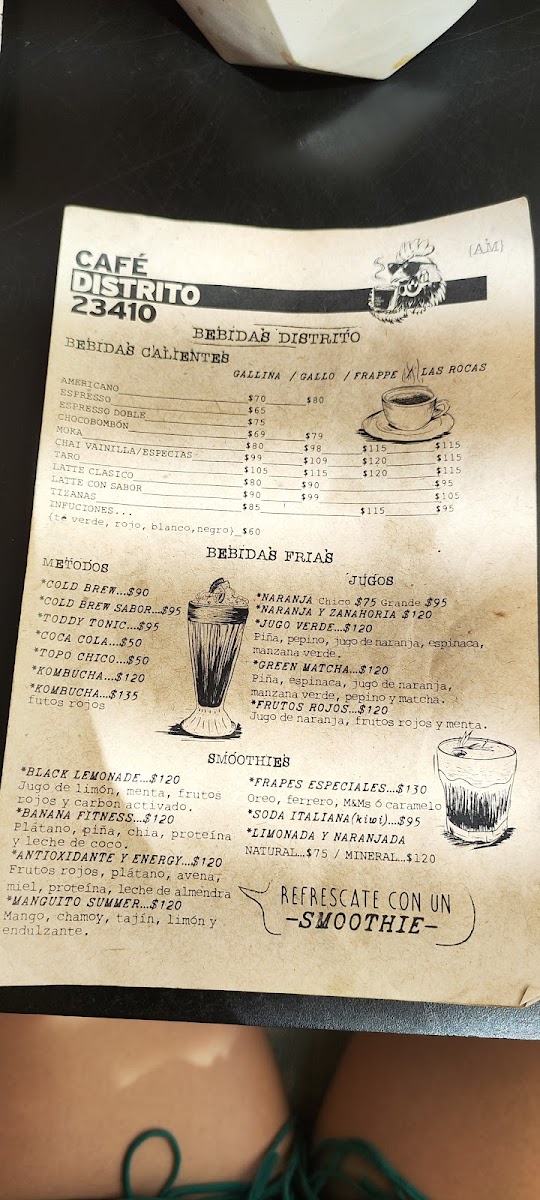 CAFÉ
DISTRITO
23410
{AM}
BEBIDAS DISTRITO
BEBIDAS CALIENTES
GALLINA / GALLO / FRAPPE / LAS ROCAS
AMERICANO $70 $80
ESPRESSO $65
ESPRESSO DOBLE $75
CHOCOBOMBÓN $69 $79
MOKA $80 $98 $115 $115
CHAI VAINILLA/ESPECIAS $99 $109 $120 $115
TARO $105 $115 $120 $115
LATTE CLASICO $80 $90 $95
LATTE CON SABOR $90 $99 $105
TIZANAS $85 $115 $95
INFUCIONES...
{té verde, rojo, blanco,negro}_$60
BEBIDAS FRIAS
METODOS
*COLD BREW...$90
*COLD BREW SABOR...$95
*TODDY TONIC...$95
*COCA COLA...$50
*TOPO CHICO...$50
*KOMBUCHA...$120
*KOMBUCHA...$135
futos rojos
JUGOS
*NARANJA Chico $75 Grande $95
*NARANJA Y ZANAHORIA $120
*JUGO VERDE...$120
Piña, pepino, jugo de naranja, espinaca,
manzana verde.
*GREEN MATCHA...$120
Piña, espinaca, jugo de naranja,
manzana verde, pepino y matcha.
*FRUTOS ROJOS...$120
Jugo de naranja, frutos rojos y menta.
SMOOTHIES
*BLACK LEMONADE...$120
Jugo de limón, menta, frutos
rojos y carbon activado.
*BANANA FITNESS...$120
Plátano, piña, chia, proteína
y leche de coco.
*ANTIOXIDANTE Y ENERGY...$120
Frutos rojos, plátano, avena,
miel, proteína, leche de almendra
*MANGUITO SUMMER...$120
Mango, chamoy, tajín, limón y
endulzante.
*FRAPES ESPECIALES...$130
Oreo, ferrero, M&Ms ó caramelo
*SODA ITALIANA(kiwi)...$95
*LIMONADA Y NARANJADA
NATURAL...$75 / MINERAL...$120
REFRESCATE CON UN
-SMOOTHIE-